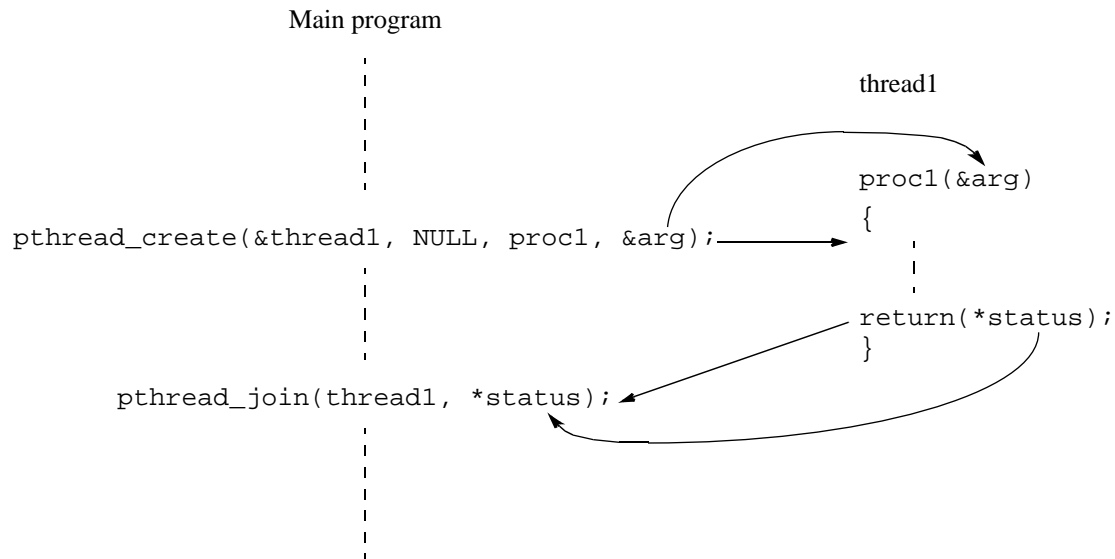 Main program
thread1
proc1(&arg)
{
pthread_create(&thread1, NULL, proc1, &arg);
return(*status);
}
pthread_join(thread1, *status);